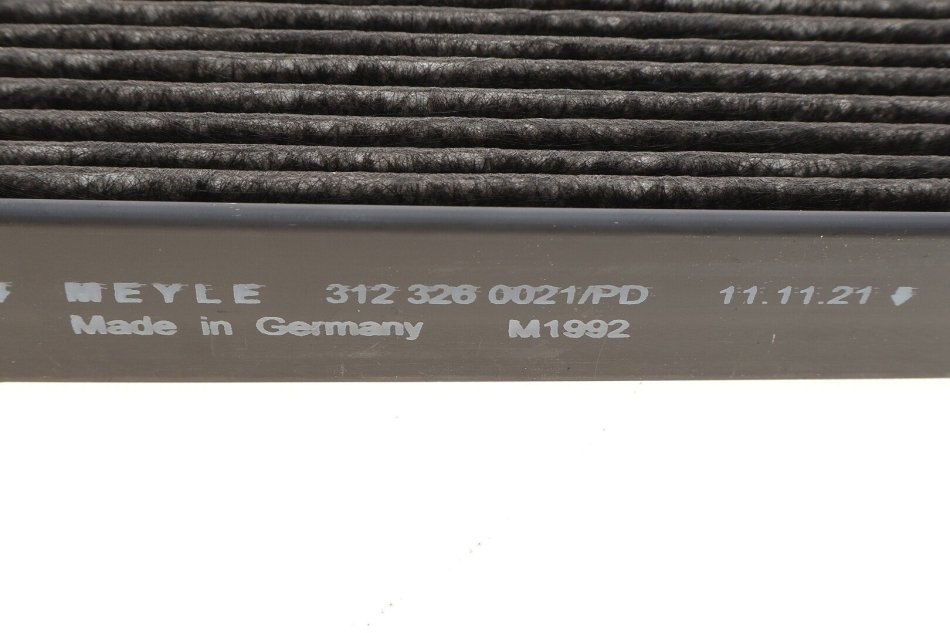 MEYLE 312 326 0021/PD 11.11.21
Made in Germany M1992